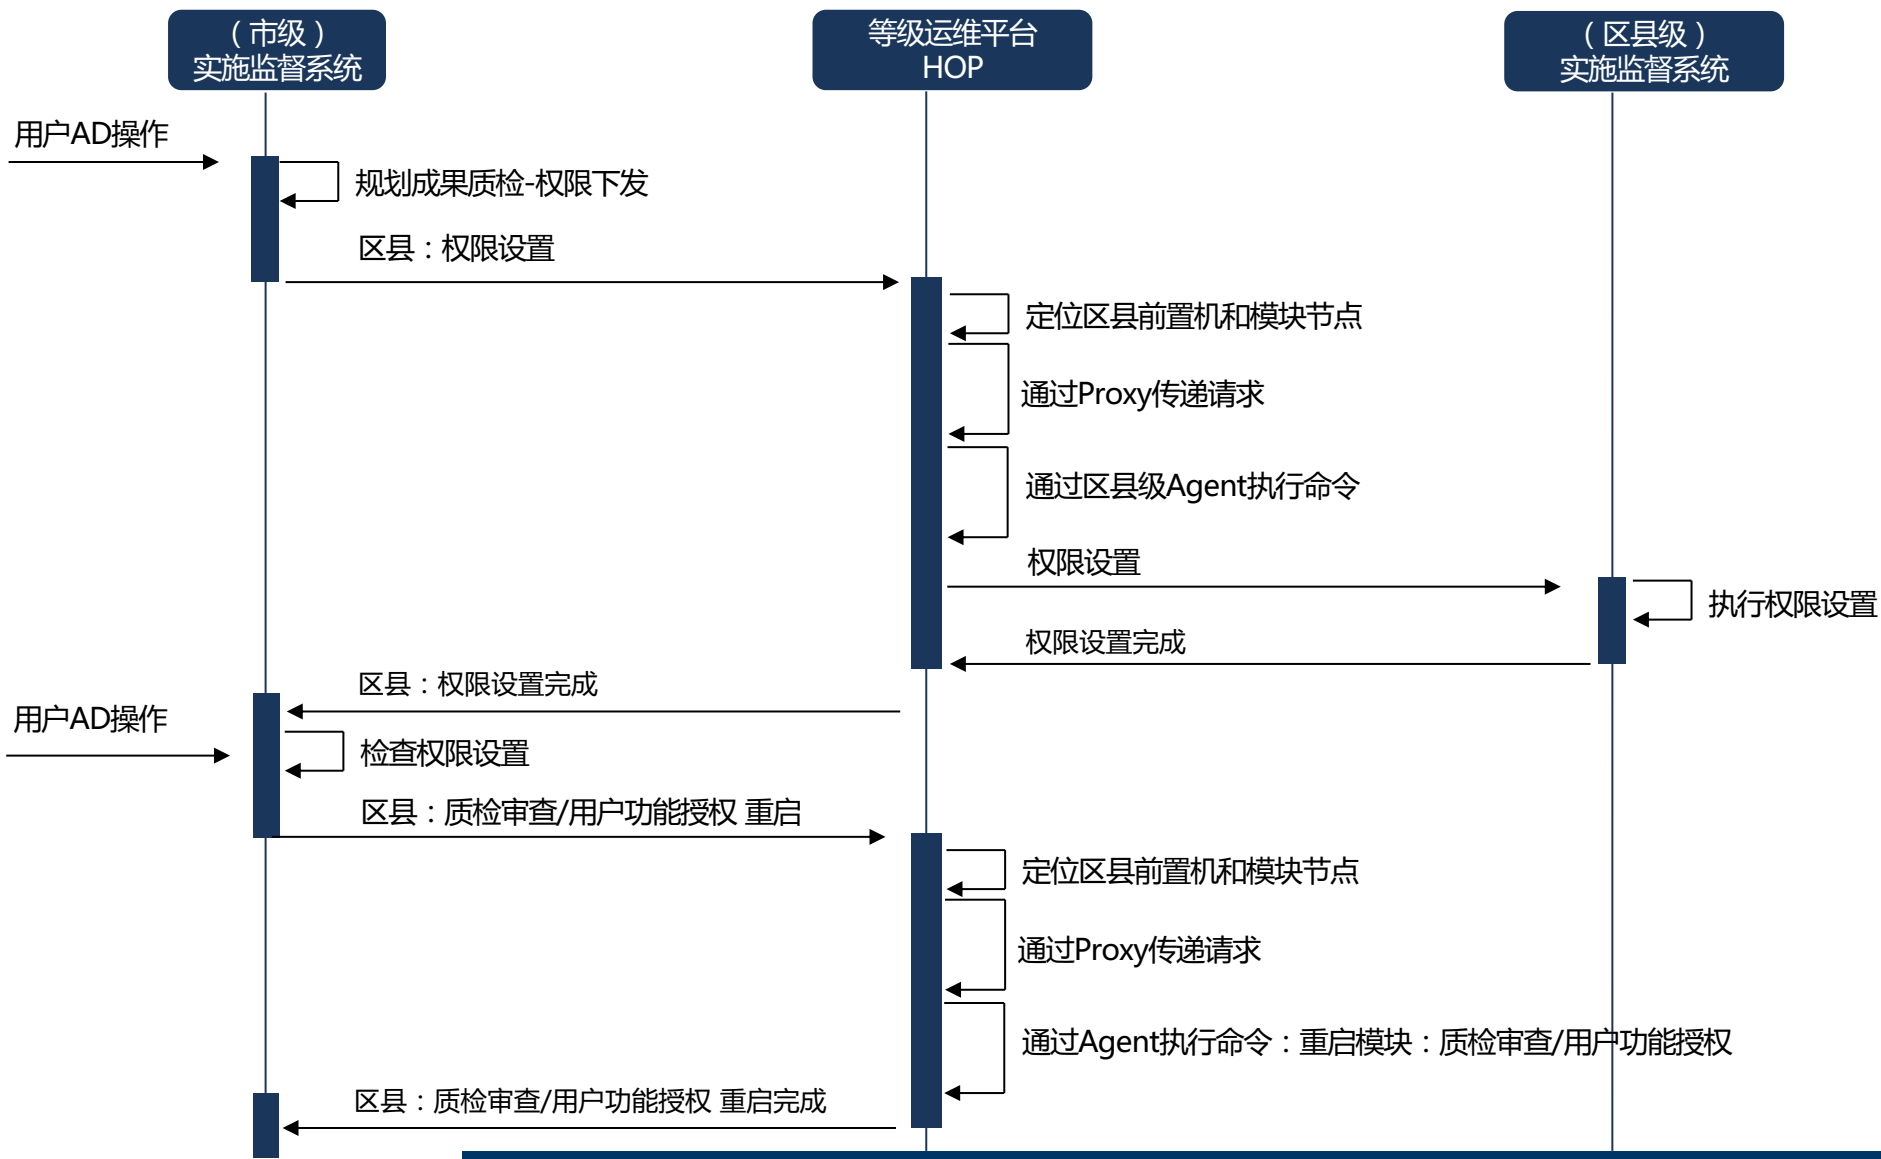 （市级）
实施监督系统
等级运维平台
HOP
（区县级）
实施监督系统
用户AD操作
规划成果质检-权限下发
区县：权限设置
定位区县前置机和模块节点
通过Proxy传递请求
通过区县级Agent执行命令
权限设置
执行权限设置
权限设置完成
区县：权限设置完成
用户AD操作
检查权限设置
区县：质检审查/用户功能授权 重启
定位区县前置机和模块节点
通过Proxy传递请求
通过Agent执行命令：重启模块：质检审查/用户功能授权
区县：质检审查/用户功能授权 重启完成